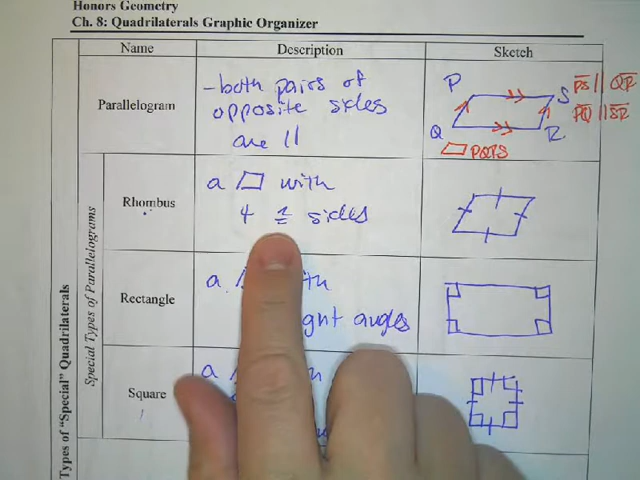 Honors Geometry
Ch. 8: Quadrilaterals Graphic Organizer
Name Description Sketch
Types of "Special" Quadrilaterals
Special Types of Parallelograms
Parallelogram
-both pairs of
opposite sides
are //
P
S
Q
R
PS // QR
PQ // SR
▱ PQRS
Rhombus
a ▱ with
4 ≅ sides
Rectangle
a
angles
Square
a